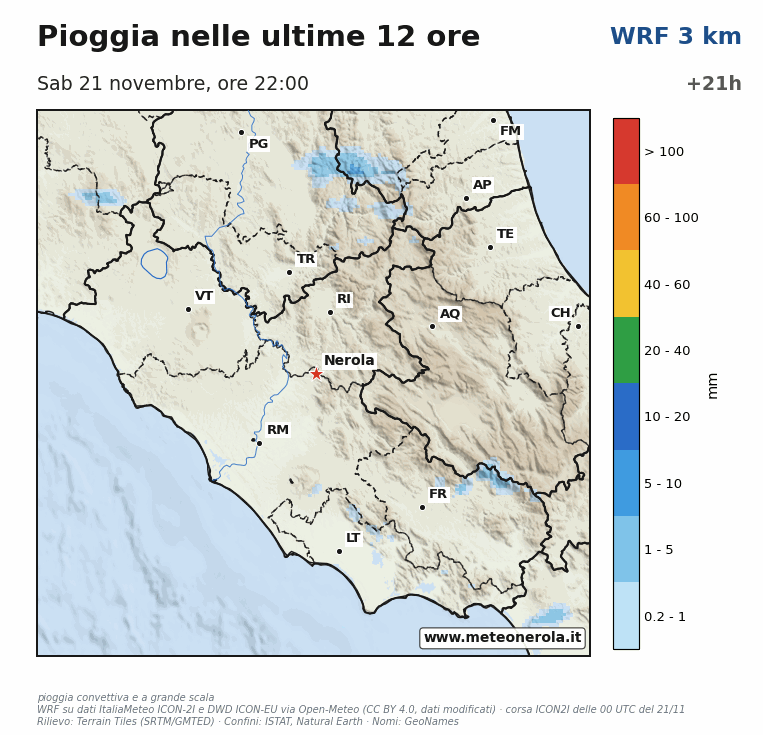 Pioggia nelle ultime 12 ore
WRF 3 km
Sab 21 novembre, ore 22:00
+21h
FM
PG
AP
TE
TR
VT
RI
AQ
CH
Nerola
RM
FR
LT
www.meteonerola.it
> 100
60 - 100
40 - 60
20 - 40
10 - 20
5 - 10
1 - 5
0.2 - 1
mm
pioggia convettiva e a grande scala
WRF su dati ItaliaMeteo ICON-2I e DWD ICON-EU via Open-Meteo (CC BY 4.0, dati modificati) · corsa ICON2I delle 00 UTC del 21/11
Rilievo: Terrain Tiles (SRTM/GMTED) · Confini: ISTAT, Natural Earth · Nomi: GeoNames